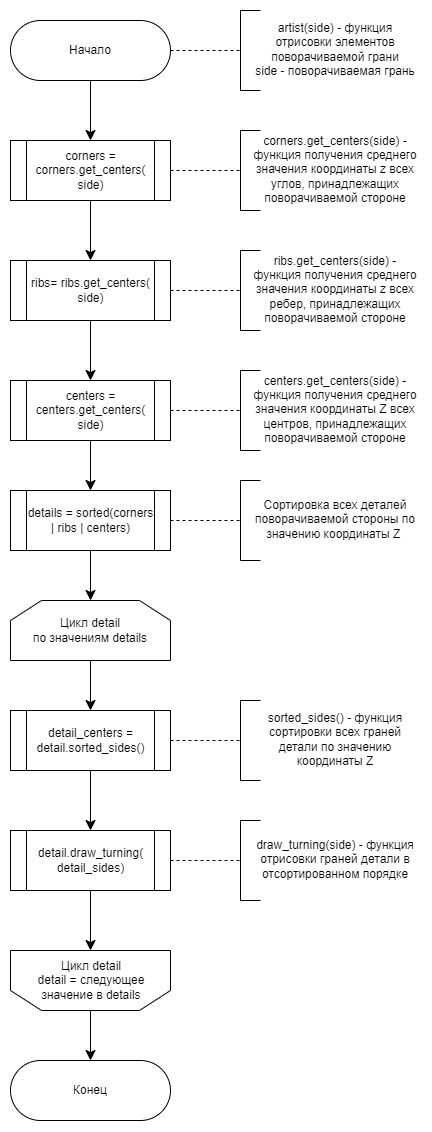 Начало
artist(side) - функция
отрисовки элементов
поворачиваемой грани
side - поворачиваемая грань
corners =
corners.get_centers(
side)
corners.get_centers(side) -
функция получения среднего
значения координаты z всех
углов, принадлежащих
поворачиваемой стороне
ribs= ribs.get_centers(
side)
ribs.get_centers(side) -
функция получения среднего
значения координаты z всех
ребер, принадлежащих
поворачиваемой стороне
centers =
centers.get_centers(
side)
centers.get_centers(side) -
функция получения среднего
значения координаты Z всех
центров, принадлежащих
поворачиваемой стороне
details = sorted(corners
| ribs | centers)
Сортировка всех деталей
поворачиваемой стороны по
значению координаты Z
Цикл detail
по значениям details
detail_centers =
detail.sorted_sides()
sorted_sides() - функция
сортировки всех граней
детали по значению
координаты Z
detail.draw_turning(
detail_sides)
draw_turning(side) - функция
отрисовки граней детали в
отсортированном порядке
Цикл detail
detail = следующее
значение в details
Конец